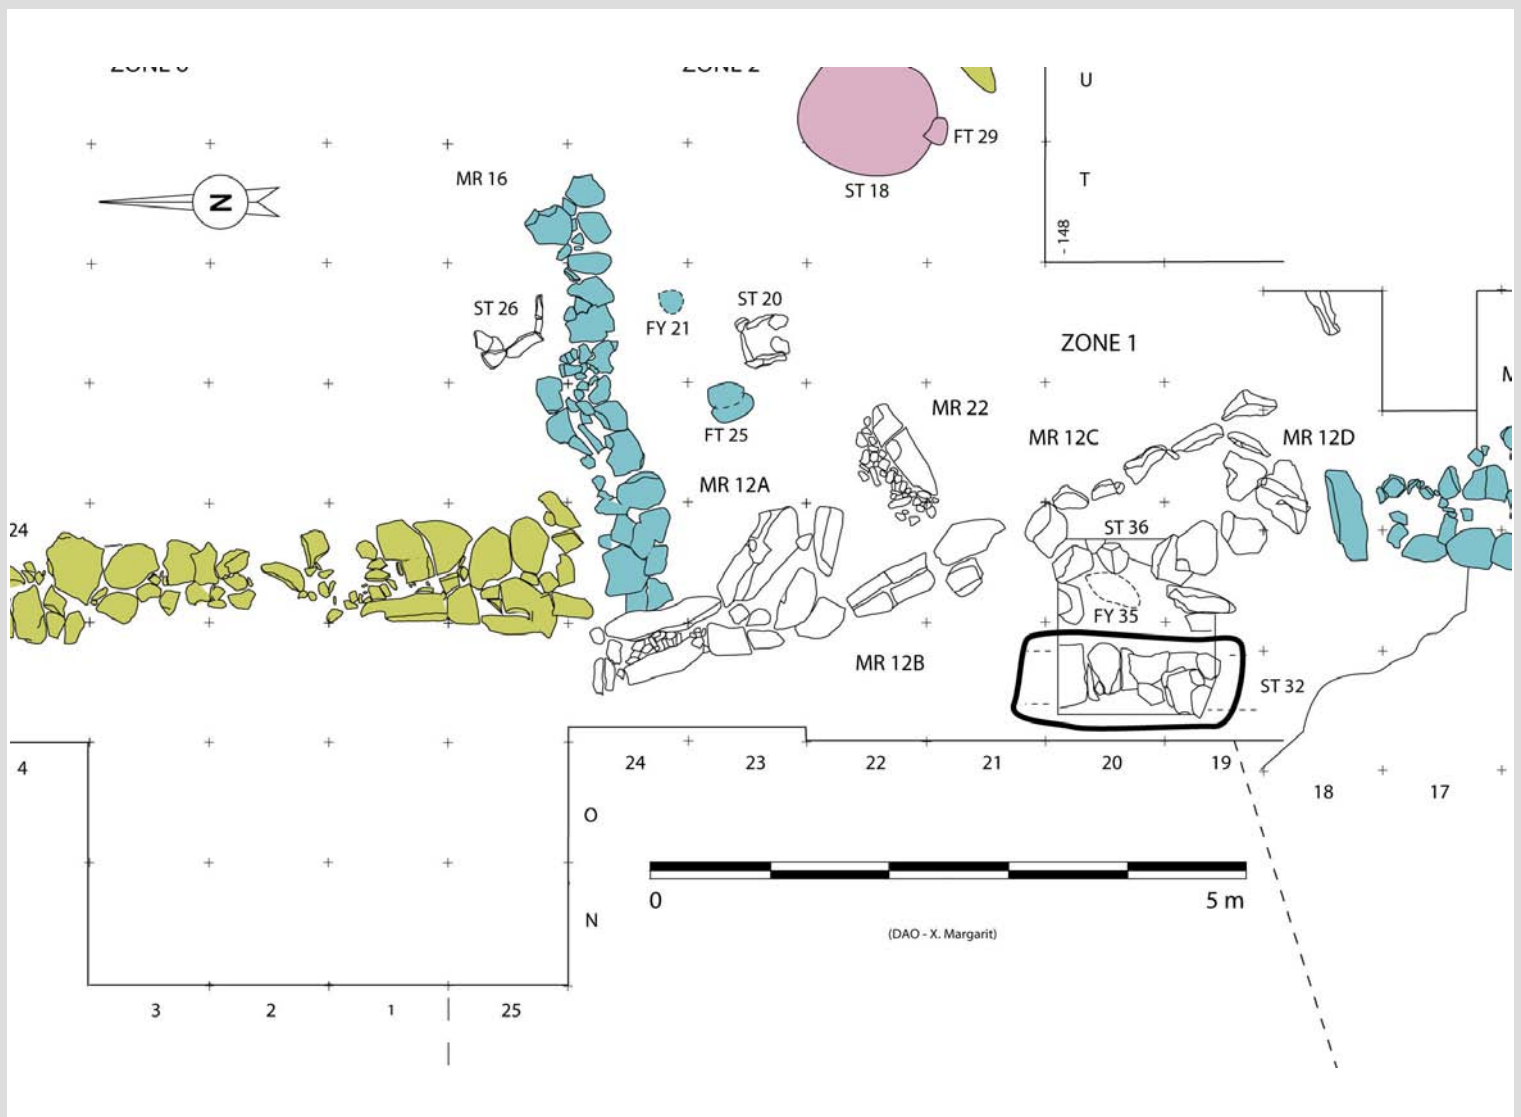 U
FT 29
MR 16
T
ST 18
N
-148
ST 26
ST 20
FY 21
ZONE 1
MR 22
FT 25
MR 12C
MR 12D
MR 12A
24
ST 36
FY 35
MR 12B
ST 32
4
24
23
22
21
20
19
18
17
O
0
5 m
N
(DAO - X. Margarit)
3
2
1
25